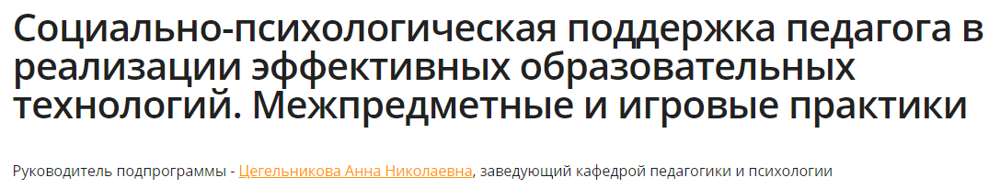 Социально-психологическая поддержка педагога в
реализации эффективных образовательных
технологий. Межпредметные и игровые практики
Руководитель подпрограммы - Цегельникова Анна Николаевна, заведующий кафедрой педагогики и психологии